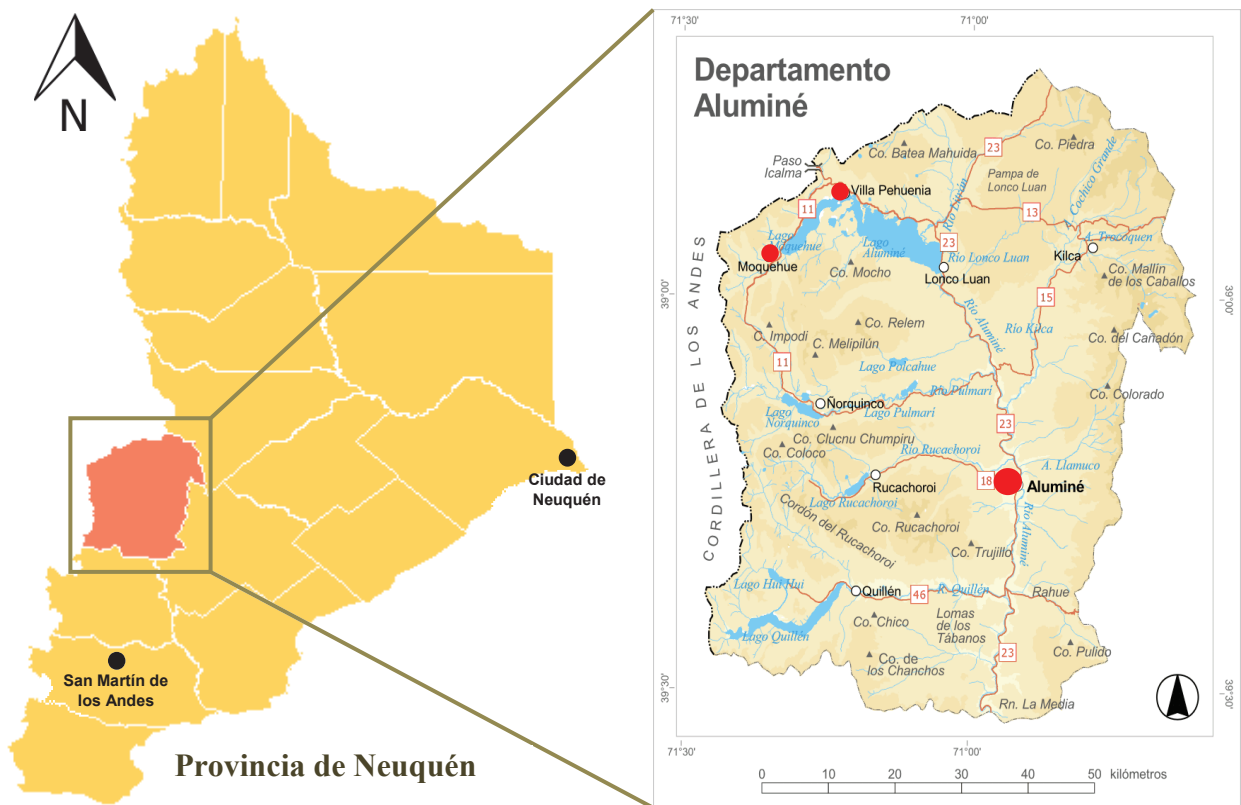 N
Ciudad de
Neuquén
San Martín de
los Andes
Provincia de Neuquén
71°30'
71°00'
Departamento
Aluminé
23
Co. Piedra
Co. Batea Mahuida
Paso
Icalma
Pampa de
Lonco Luan
A. Cochico Grande
Villa Pehuenia
11
Río Litrán
13
Lago
Moquehue
Lago
Aluminé
23
A. Trocoquen
Río Lonco Luan
Kilca
Moquehue
Co. Mocho
Lonco Luan
Co. Mallín
de los Caballos
39°00'
39°00'
15
CORDILLERA DE LOS ANDES
C. Impodi
Co. Relem
Río Aluminé
Río Kilca
Co. del Cañadón
C. Melipilún
11
Lago Polcahue
Río Pulmarí
Co. Colorado
Ñorquinco
Lago
Norquinco
Lago Pulmarí
23
Co. Clucnu Chumpiru
Co. Coloco
Río Rucachoroi
A. Llamuco
Rucachoroi
18
Aluminé
Lago Rucachoroi
Cordón del Rucachoroi
Co. Rucachoroi
Río Aluminé
Co. Trujillo
Lago Hui Hui
Quillén
46
R. Quillén
Rahue
Co. Chico
Lomas
de los
Tábanos
Lago Quillén
Co. de
los Chanchos
23
Co. Pulido
39°30'
39°30'
Rn. La Media
71°30'
71°00'
0 10 20 30 40 50 kilómetros